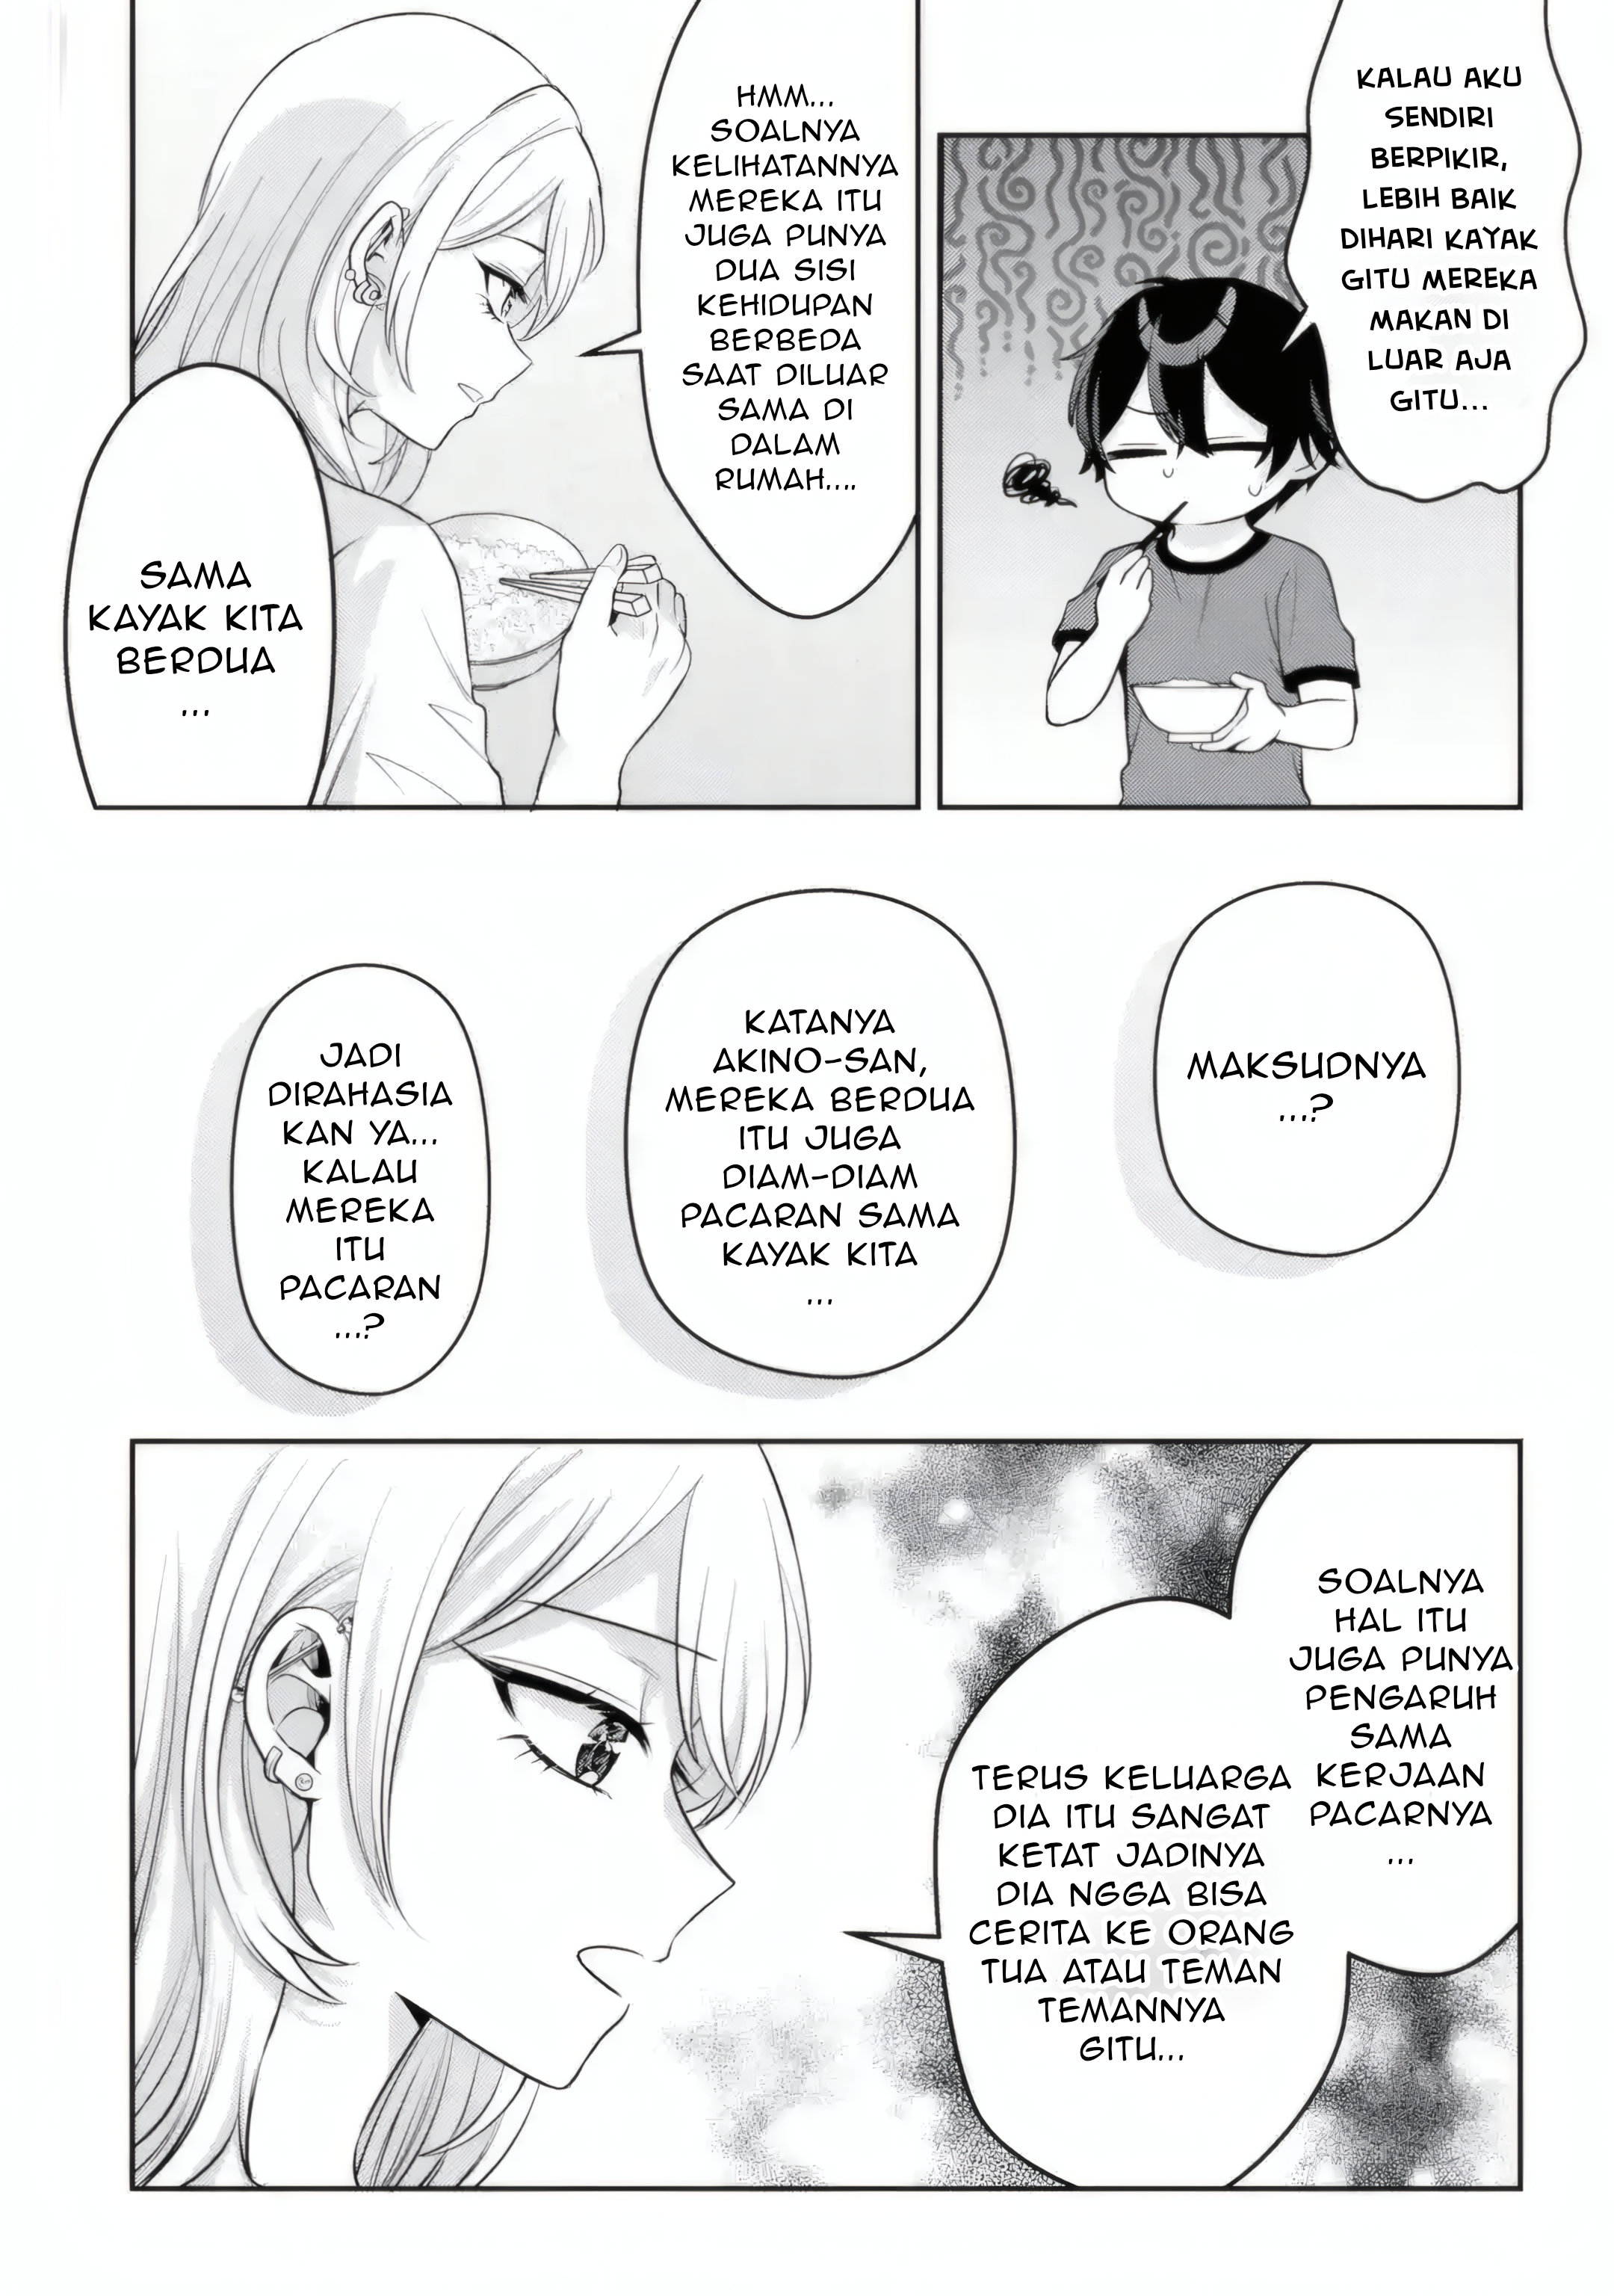 KALAU AKU
SENDIRI
BERPIKIR,
LEBIH BAIK
DIHARI KAYAK
GITU MEREKA
MAKAN DI
LUAR AJA
GITU...
HMM...
SOALNYA
KELIHATANNYA
MEREKA ITU
JUGA PUNYA
DUA SISI
KEHIDUPAN
BERBEDA
SAAT DILUAR
SAMA DI
DALAM
RUMAH....
SAMA
KAYAK KITA
BERDUA
...
MAKSUDNYA
...?
KATANYA
AKINO-SAN,
MEREKA BERDUA
ITU JUGA
DIAM-DIAM
PACARAN SAMA
KAYAK KITA
...
JADI
DIRAHASIA
KAN YA...
KALAU
MEREKA
ITU
PACARAN
...?
SOALNYA
HAL ITU
JUGA PUNYA
PENGARUH
SAMA
KERJAAN
PACARNYA
...
TERUS KELUARGA
DIA ITU SANGAT
KETAT JADINYA
DIA NGGA BISA
CERITA KE ORANG
TUA ATAU TEMAN
TEMANNYA
GITU...